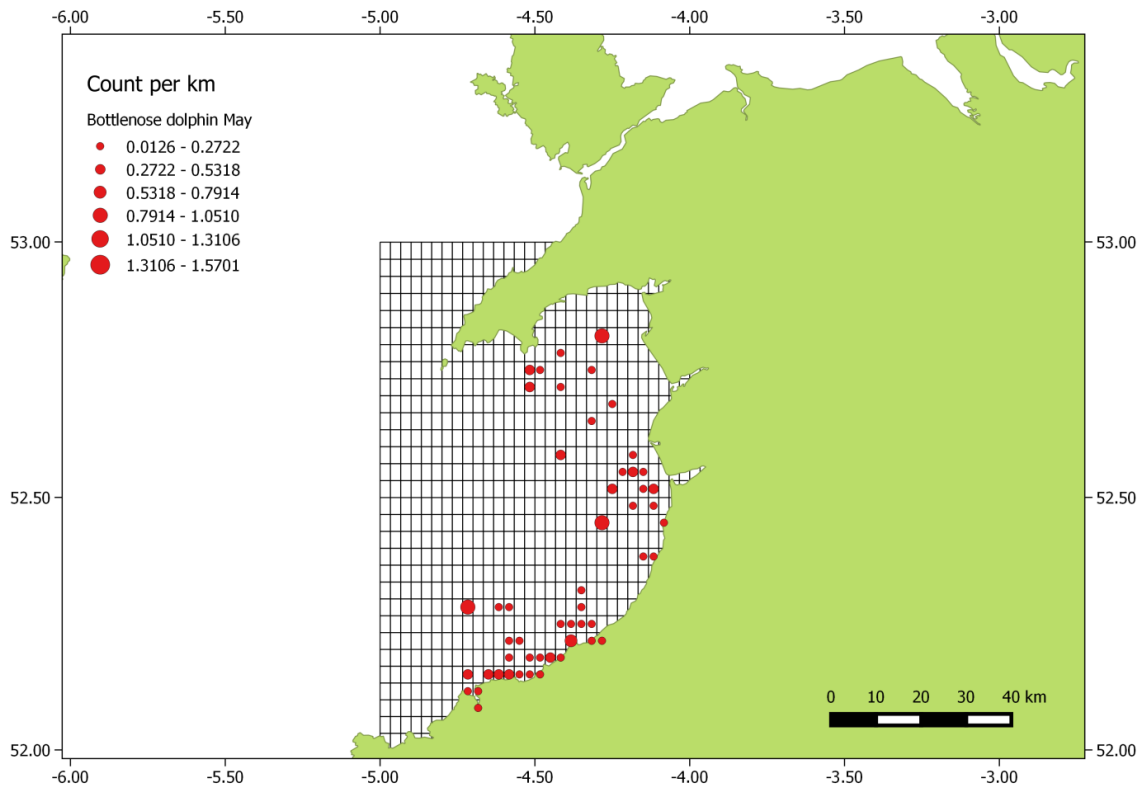 -6.00 -5.50 -5.00 -4.50 -4.00 -3.50 -3.00
Count per km
Bottlenose dolphin May
0.0126 - 0.2722
0.2722 - 0.5318
0.5318 - 0.7914
0.7914 - 1.0510
1.0510 - 1.3106
1.3106 - 1.5701
53.00 53.00
52.50 52.50
0 10 20 30 40 km
52.00 52.00
-6.00 -5.50 -5.00 -4.50 -4.00 -3.50 -3.00